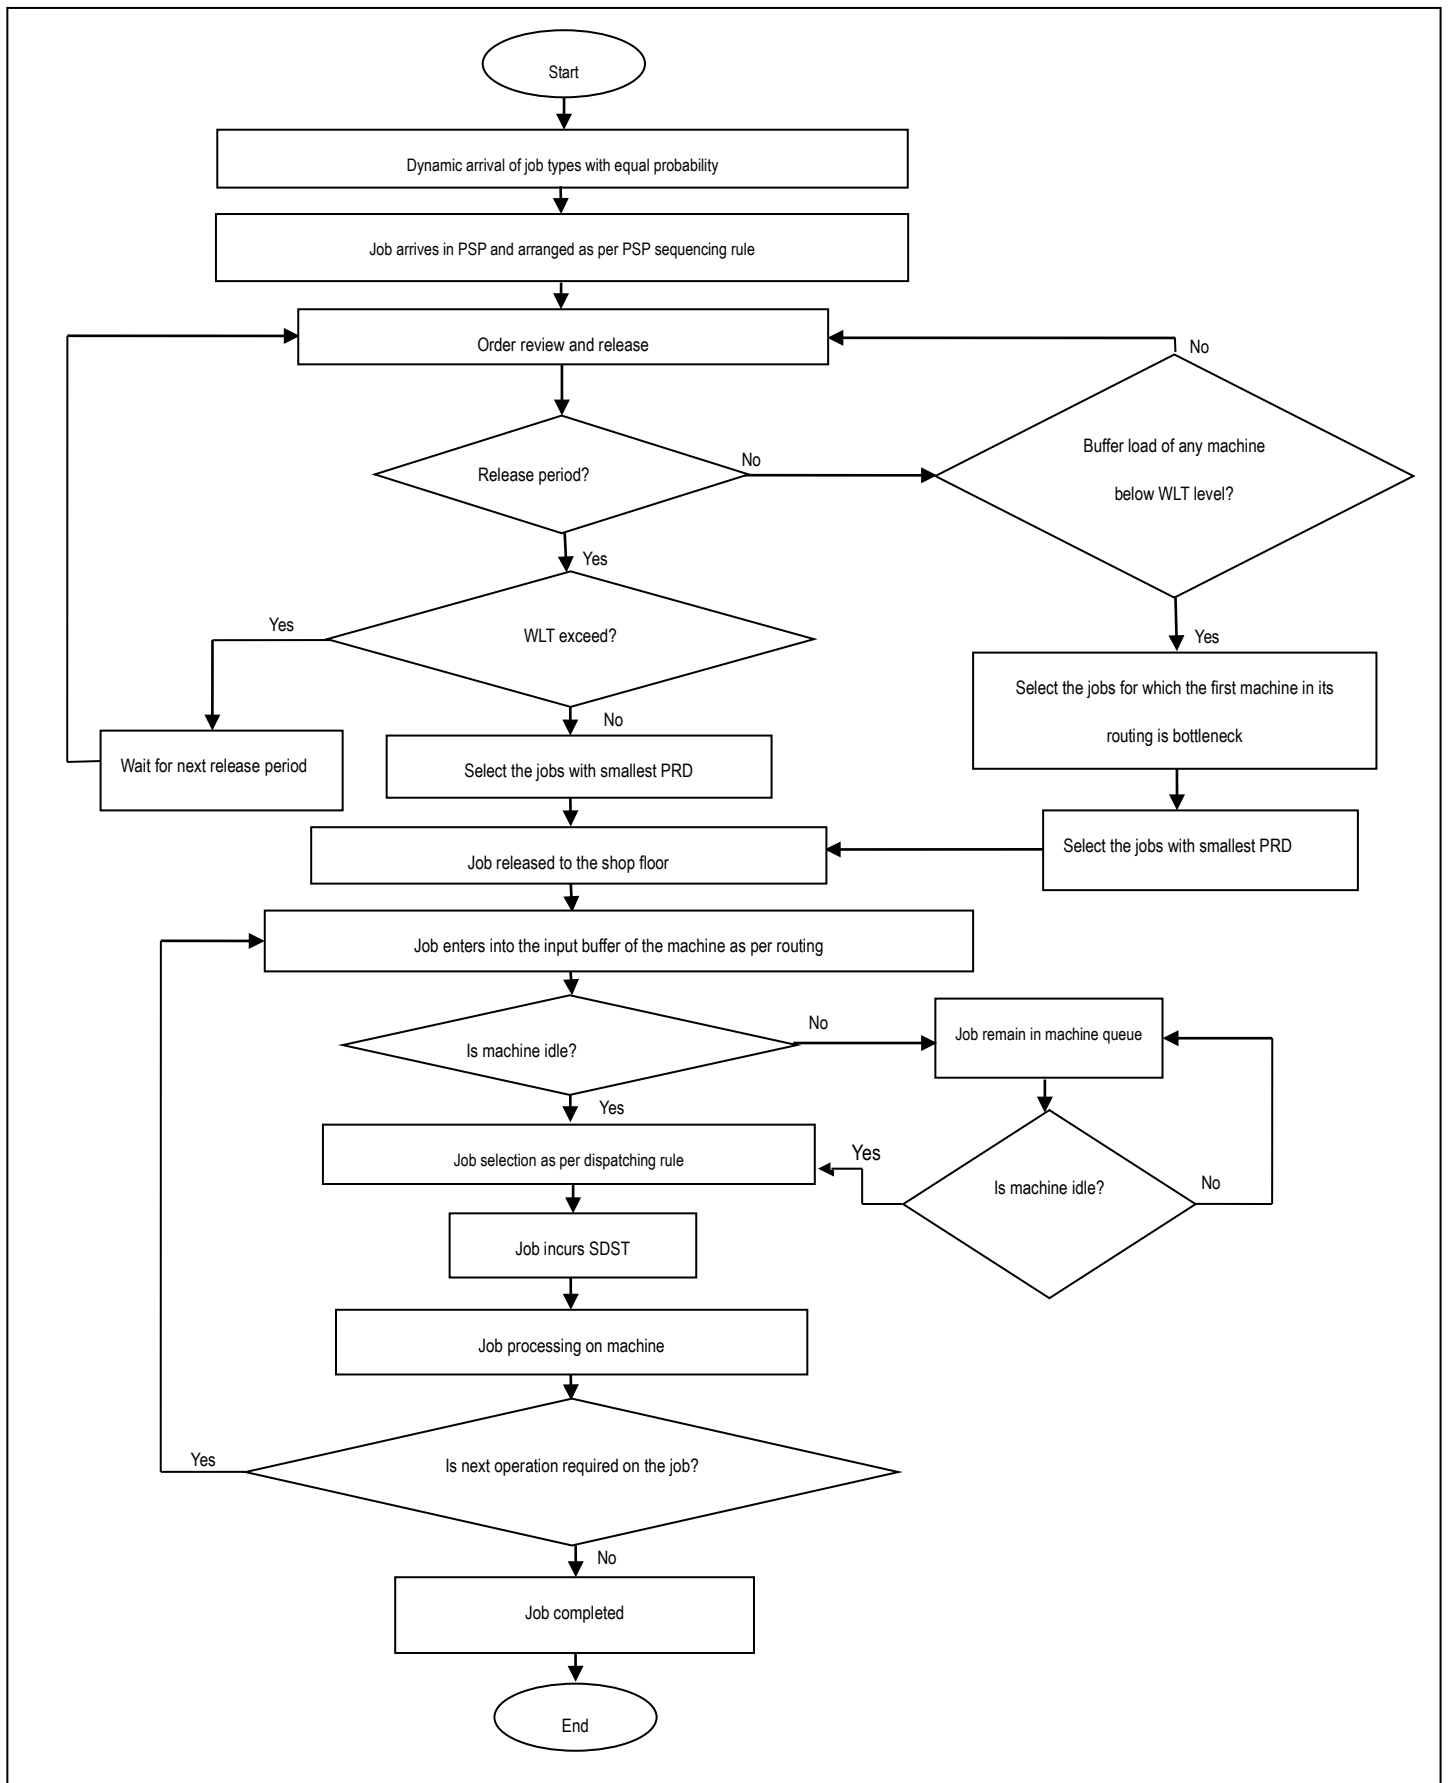 Start
Dynamic arrival of job types with equal probability
Job arrives in PSP and arranged as per PSP sequencing rule
Order review and release
No
Buffer load of any machine
below WLT level?
Release period?
No
Yes
Yes
WLT exceed?
Yes
Select the jobs for which the first machine in its
routing is bottleneck
No
Wait for next release period
Select the jobs with smallest PRD
Select the jobs with smallest PRD
Job released to the shop floor
Job enters into the input buffer of the machine as per routing
No
Job remain in machine queue
Is machine idle?
Yes
Job selection as per dispatching rule
Yes
Is machine idle?
No
Job incurs SDST
Job processing on machine
Yes
Is next operation required on the job?
No
Job completed
End